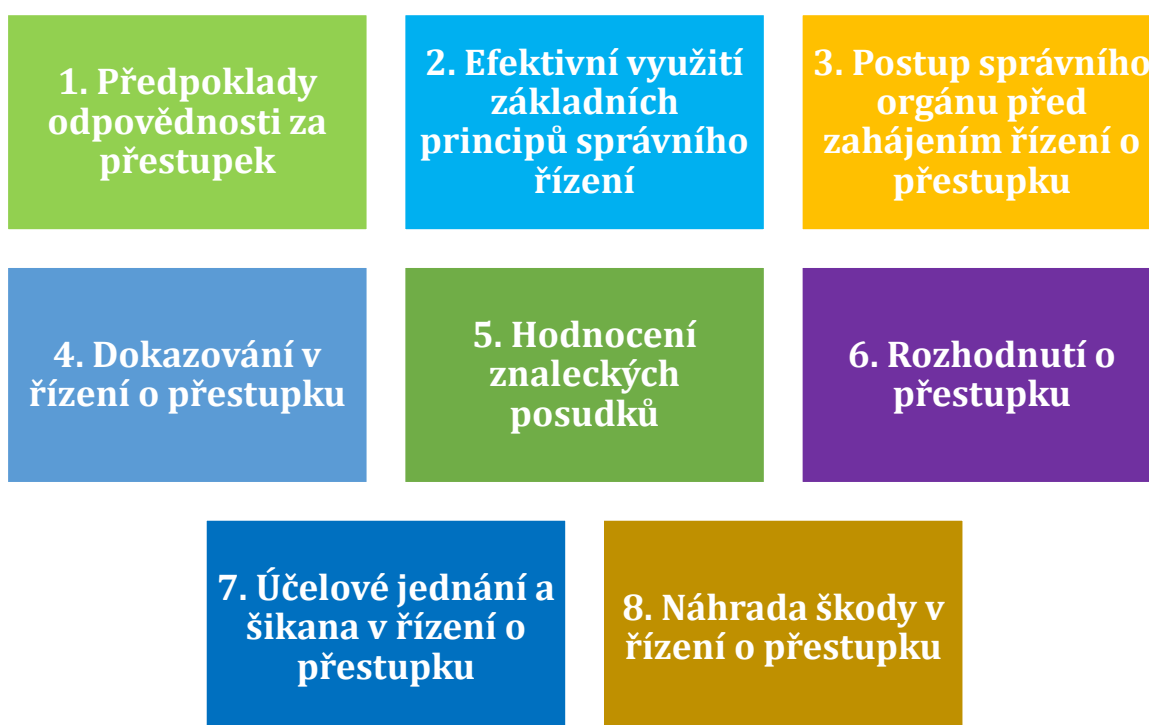 1. Předpoklady
odpovědnosti za
přestupek
2. Efektivní využití
základních
principů správního
řízení
3. Postup správního
orgánu před
zahájením řízení o
přestupku
4. Dokazování v
řízení o přestupku
5. Hodnocení
znaleckých
posudků
6. Rozhodnutí o
přestupku
7. Účelové jednání a
šikana v řízení o
přestupku
8. Náhrada škody v
řízení o přestupku